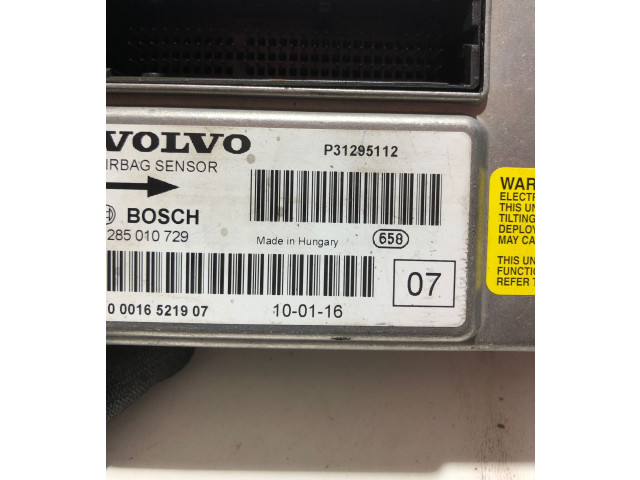 VOLVO
P31295112
IRBAG SENSOR
BOSCH
285 010 729
Made in Hungary
658
07
0 0016 5219 07
10-01-16
WAR
ELECTR
THIS UN
TILTING
DEPLOY
MAY CA
THIS UN
FUNCTIO
REFER T